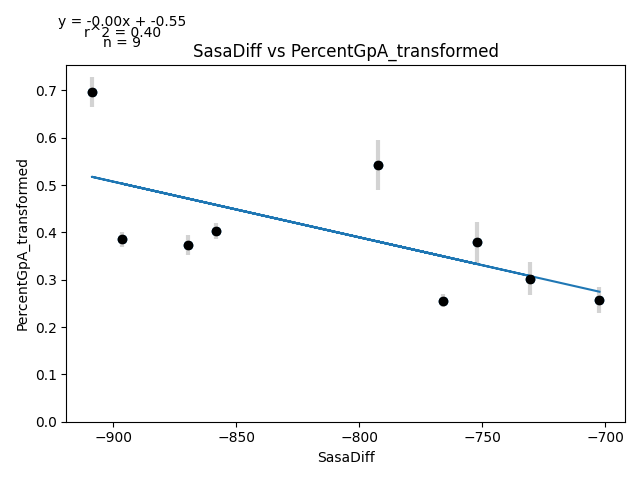 y = -0.00x + -0.55
r^2 = 0.40
n = 9
SasaDiff vs PercentGpA_transformed
PercentGpA_transformed
0.7
0.6
0.5
0.4
0.3
0.2
0.1
0.0
−900
−850
−800
−750
−700
SasaDiff